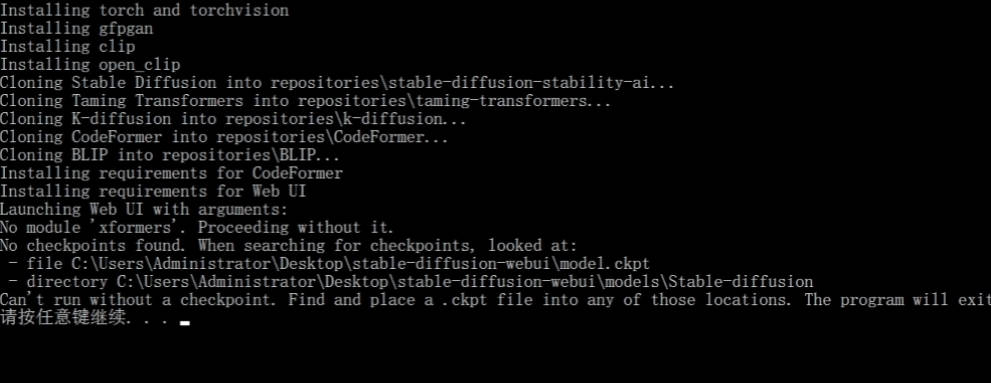 Installing torch and torchvision
Installing gfpgan
Installing clip
Installing open_clip
Cloning Stable Diffusion into repositories\stable-diffusion-stability-ai...
Cloning Taming Transformers into repositories\taming-transformers...
Cloning K-diffusion into repositories\k-diffusion...
Cloning CodeFormer into repositories\CodeFormer...
Cloning BLIP into repositories\BLIP...
Installing requirements for CodeFormer
Installing requirements for Web UI
Launching Web UI with arguments:
No module 'xformers'. Proceeding without it.
No checkpoints found. When searching for checkpoints, looked at:
 - file C:\Users\Administrator\Desktop\stable-diffusion-webui\model.ckpt
 - directory C:\Users\Administrator\Desktop\stable-diffusion-webui\models\Stable-diffusion
Can't run without a checkpoint. Find and place a .ckpt file into any of those locations. The program will exit
请按任意键继续. . .